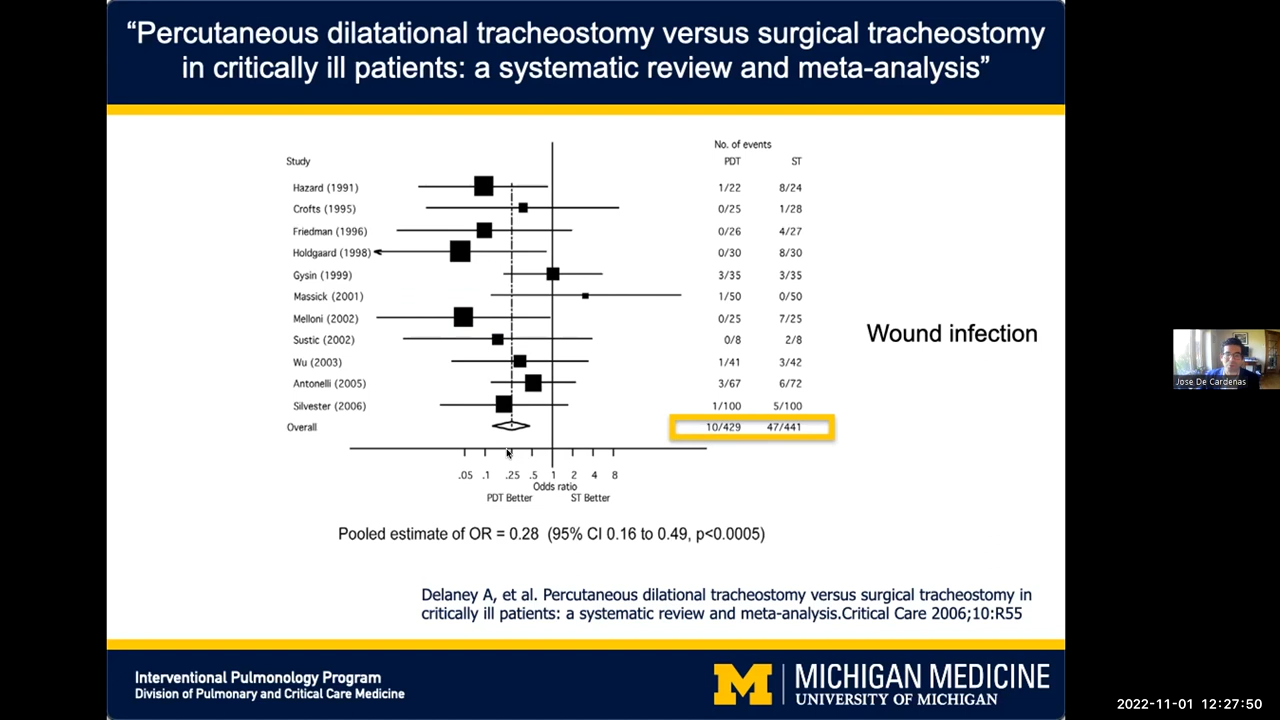 “Percutaneous dilatational tracheostomy versus surgical tracheostomy
in critically ill patients: a systematic review and meta-analysis”
No. of events
Study PDT ST
Hazard (1991) 1/22 8/24
Crofts (1995) 0/25 1/28
Friedman (1996) 0/26 4/27
Holdgaard (1998) 0/30 8/30
Gysin (1999) 3/35 3/35
Massick (2001) 1/50 0/50
Melloni (2002) 0/25 7/25
Sustic (2002) 0/8 2/8
Wu (2003) 1/41 3/42
Antonelli (2005) 3/67 6/72
Silvester (2006) 1/100 5/100
Overall 10/429 47/441
Wound infection
.05 .1 .25 .5 1 2 4 8
Odds ratio
PDT Better ST Better
Pooled estimate of OR = 0.28 (95% CI 0.16 to 0.49, p<0.0005)
Delaney A, et al. Percutaneous dilational tracheostomy versus surgical tracheostomy in
critically ill patients: a systematic review and meta-analysis.Critical Care 2006;10:R55
Interventional Pulmonology Program
Division of Pulmonary and Critical Care Medicine
M
MICHIGAN MEDICINE
UNIVERSITY OF MICHIGAN
Jose De Cardenas
2022-11-01 12:27:50